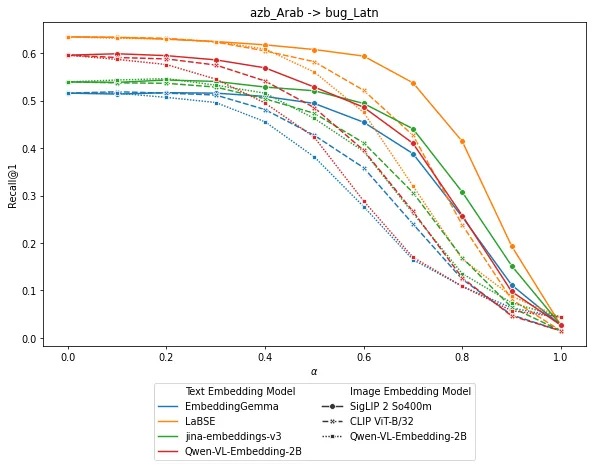 azb_Arab -> bug_Latn
Recall@1
0.6
0.5
0.4
0.3
0.2
0.1
0.0
0.0
0.2
0.4
0.6
0.8
1.0
α
Text Embedding Model
EmbeddingGemma
LaBSE
jina-embeddings-v3
Qwen-VL-Embedding-2B
Image Embedding Model
SigLIP 2 So400m
CLIP ViT-B/32
Qwen-VL-Embedding-2B